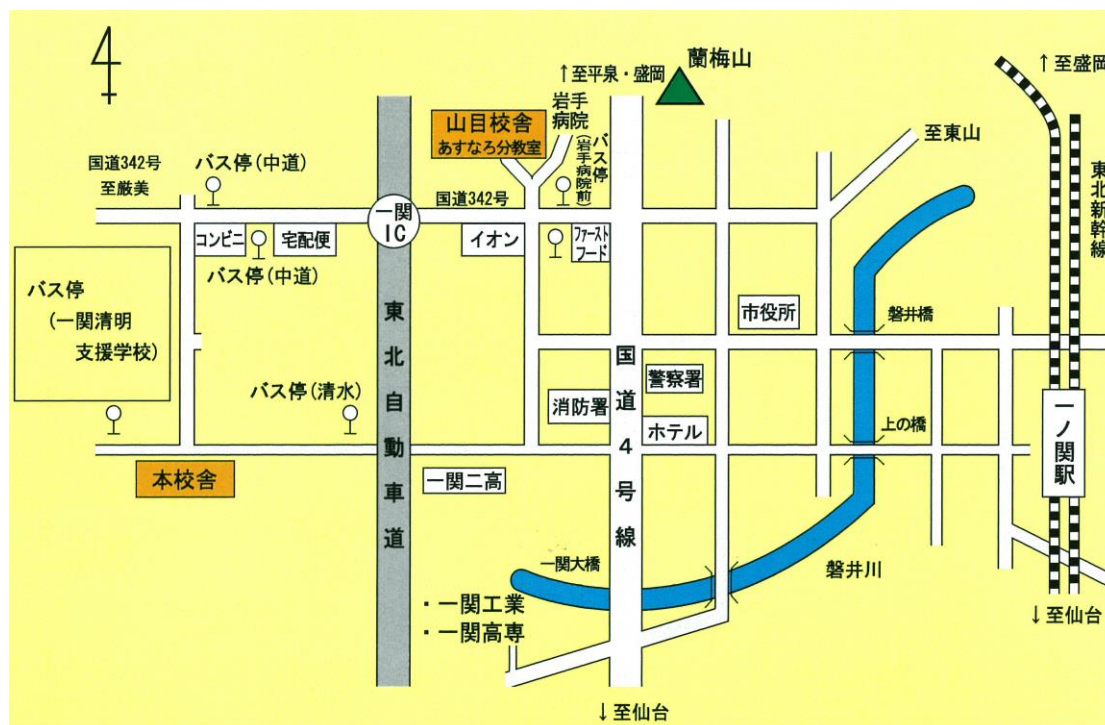 蘭梅山
↑至平泉・盛岡
↑至盛岡
岩手
病院
山目校舎
あすなろ分教室
バス停
(岩手病院前)
至東山
国道342号
至厳美
バス停(中道)
国道342号
東北新幹線
一関
IC
コンビニ
宅配便
イオン
ファースト
フード
バス停(中道)
バス停
(一関清明
支援学校)
東北自動車道
市役所
磐井橋
国道4号線
警察署
消防署
ホテル
バス停(清水)
上の橋
一ノ関駅
本校舎
一関二高
一関大橋
磐井川
・一関工業
・一関高専
↓至仙台
↓至仙台